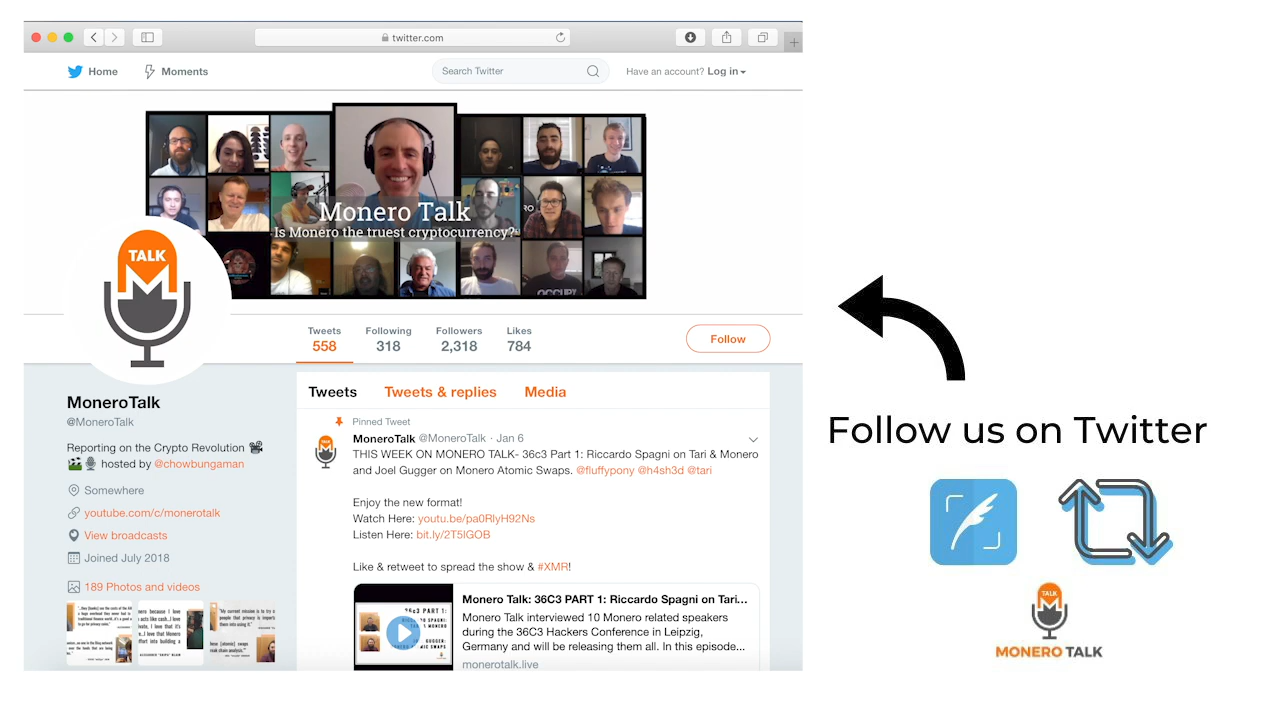 twitter.com
Home
Moments
Search Twitter
Have an account? Log in
Monero Talk
Is Monero the truest cryptocurrency?
OCCUPY
TALK
Tweets
558
Following
318
Followers
2,318
Likes
784
Follow
MoneroTalk
@MoneroTalk
Reporting on the Crypto Revolution
hosted by @chowbungaman
Somewhere
youtube.com/c/monerotalk
View broadcasts
Joined July 2018
189 Photos and videos
Tweets
Tweets & replies
Media
Pinned Tweet
MoneroTalk @MoneroTalk · Jan 6
THIS WEEK ON MONERO TALK- 36c3 Part 1: Riccardo Spagni on Tari & Monero
and Joel Gugger on Monero Atomic Swaps. @fluffypony @h4sh3d @tari
Enjoy the new format!
Watch Here: youtu.be/pa0RlyH92Ns
Listen Here: bit.ly/2T5IGOB
Like & retweet to spread the show & #XMR!
36C3 PART 1:
Monero Talk: 36C3 PART 1: Riccardo Spagni on Tari...
Monero Talk interviewed 10 Monero related speakers
during the 36C3 Hackers Conference in Leipzig,
Germany and will be releasing them all. In this episode...
monerotalk.live
Follow us on Twitter
TALK
MONERO TALK